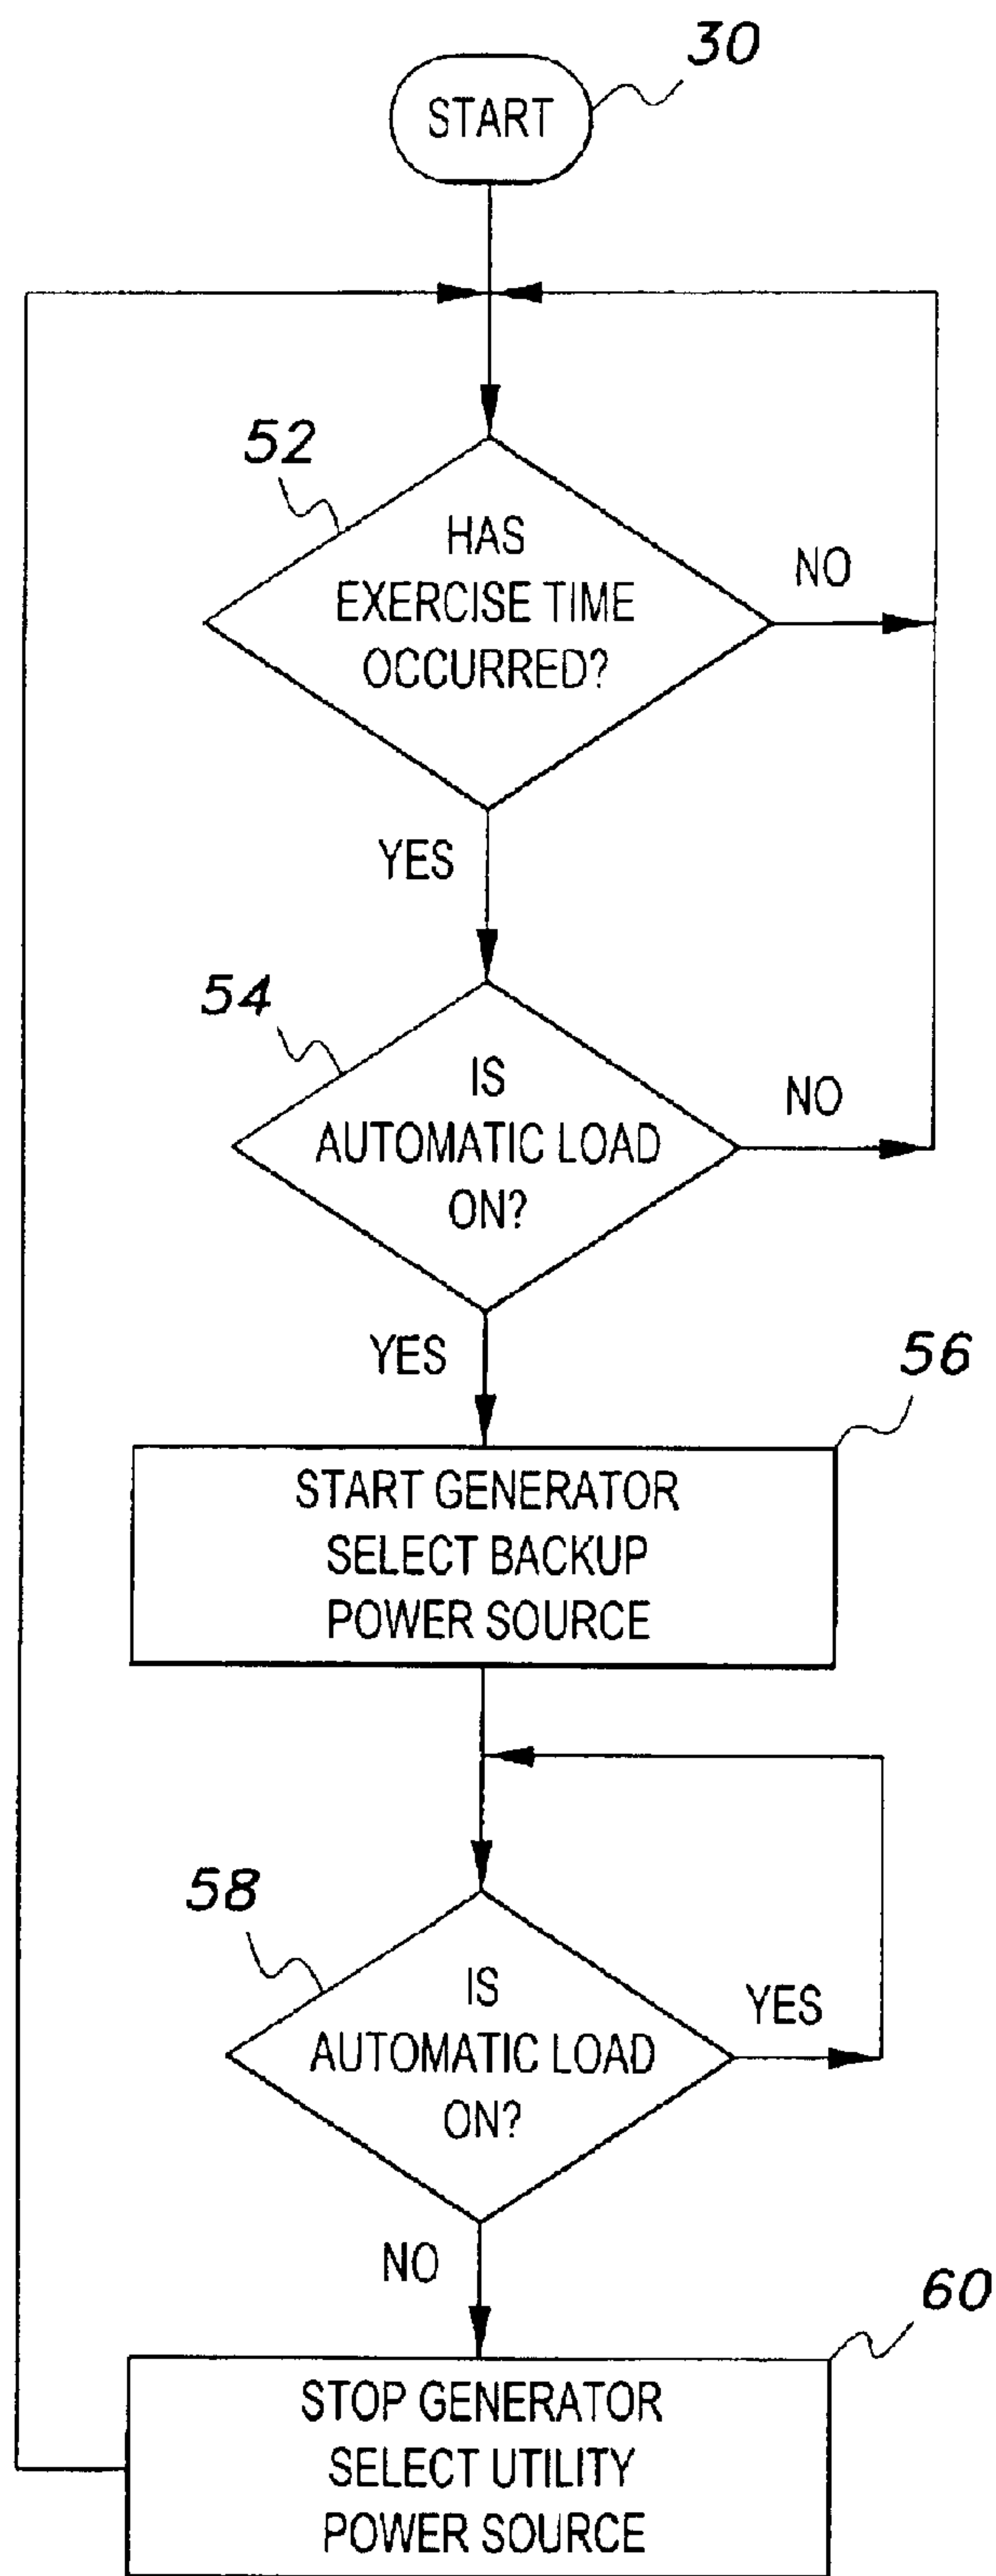 30
START
52
HAS
EXERCISE TIME
OCCURRED?
NO
YES
54
IS
AUTOMATIC LOAD
ON?
NO
YES
56
START GENERATOR
SELECT BACKUP
POWER SOURCE
58
IS
AUTOMATIC LOAD
ON?
YES
NO
60
STOP GENERATOR
SELECT UTILITY
POWER SOURCE